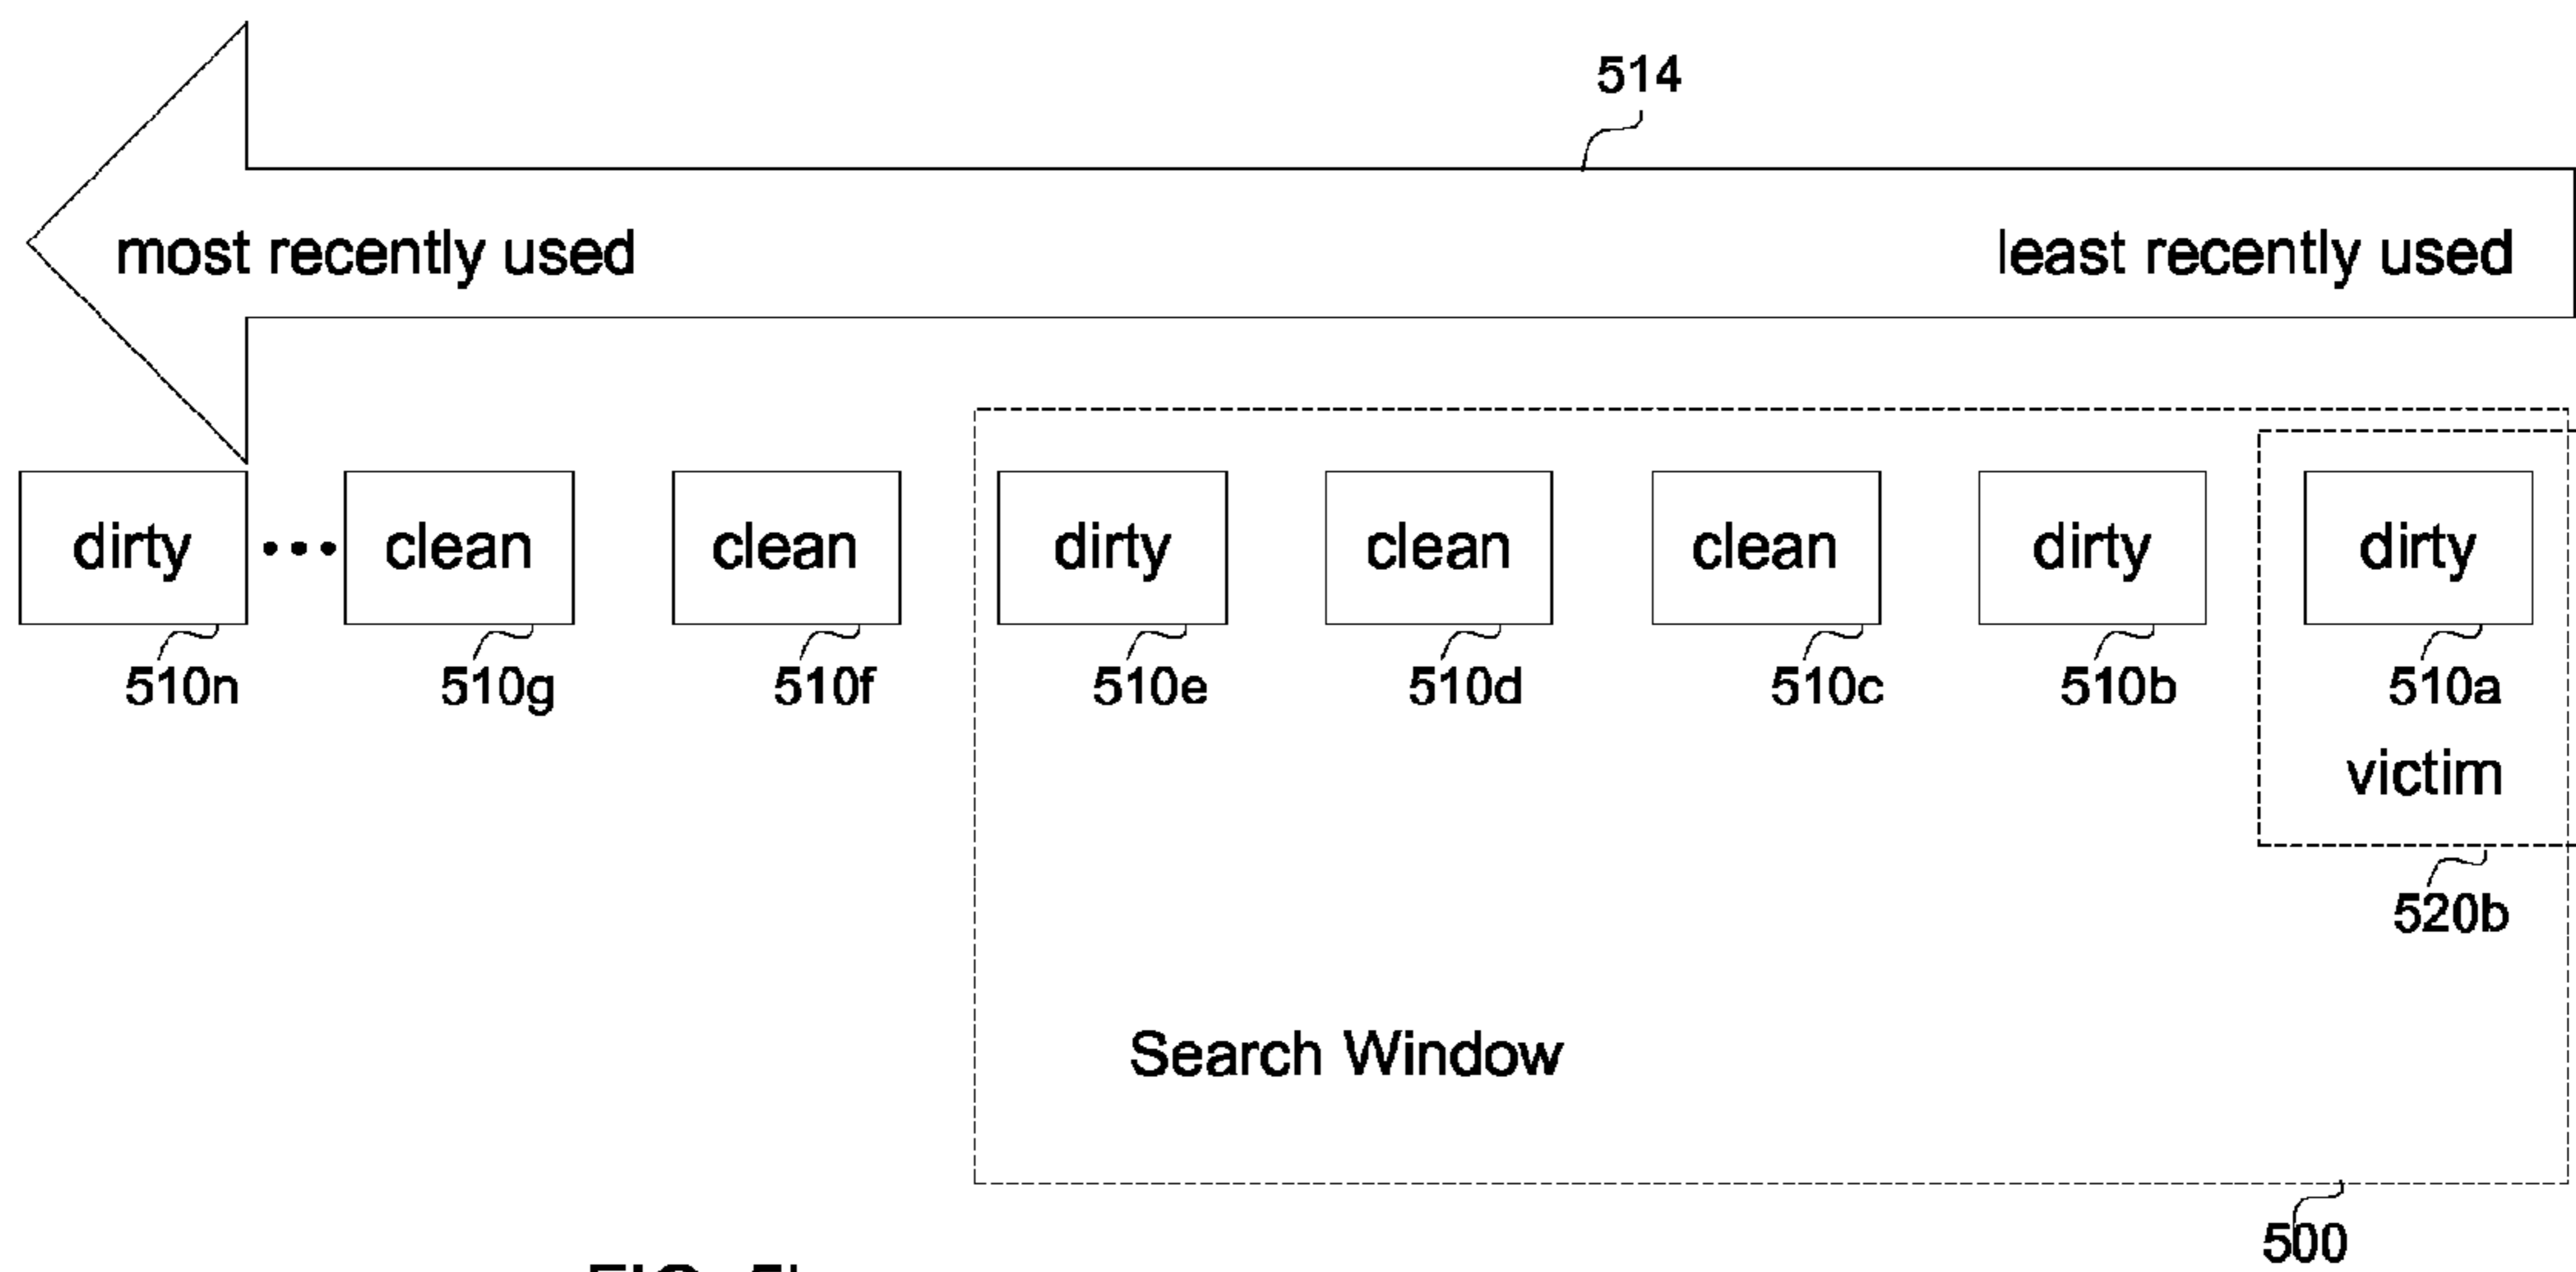 514
most recently used least recently used
dirty ••• clean clean dirty clean clean dirty dirty
510n 510g 510f 510e 510d 510c 510b 510a
victim
520b
Search Window
500